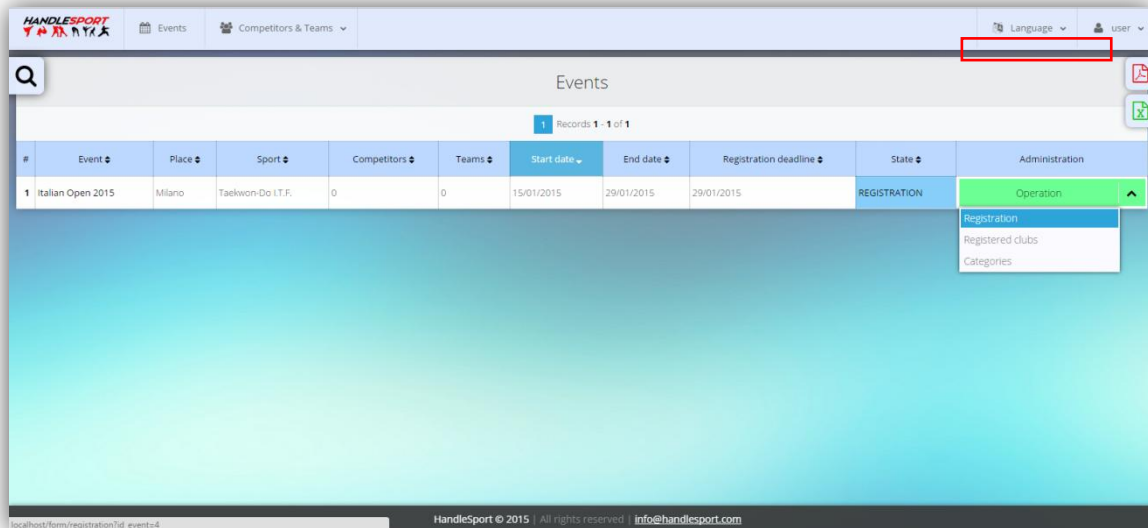 HANDLESPORT
Events
Competitors & Teams
Language
user
Events
1 Records 1 - 1 of 1
# Event Place Sport Competitors Teams Start date End date Registration deadline State Administration
1 Italian Open 2015 Milano Taekwon-Do I.T.F. 0 0 15/01/2015 29/01/2015 29/01/2015 REGISTRATION Operation
Registration
Registered clubs
Categories
localhost/form/registration?id_event=4
HandleSport © 2015 | All rights reserved | info@handlesport.com